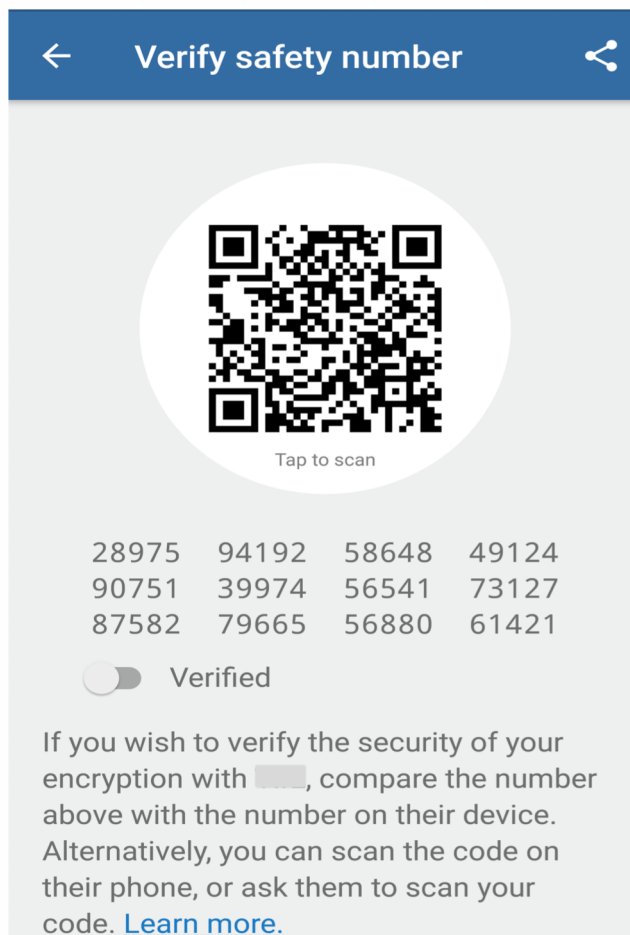 Verify safety number
Tap to scan
28975 94192 58648 49124
90751 39974 56541 73127
87582 79665 56880 61421
Verified
If you wish to verify the security of your
encryption with , compare the number
above with the number on their device.
Alternatively, you can scan the code on
their phone, or ask them to scan your
code. Learn more.